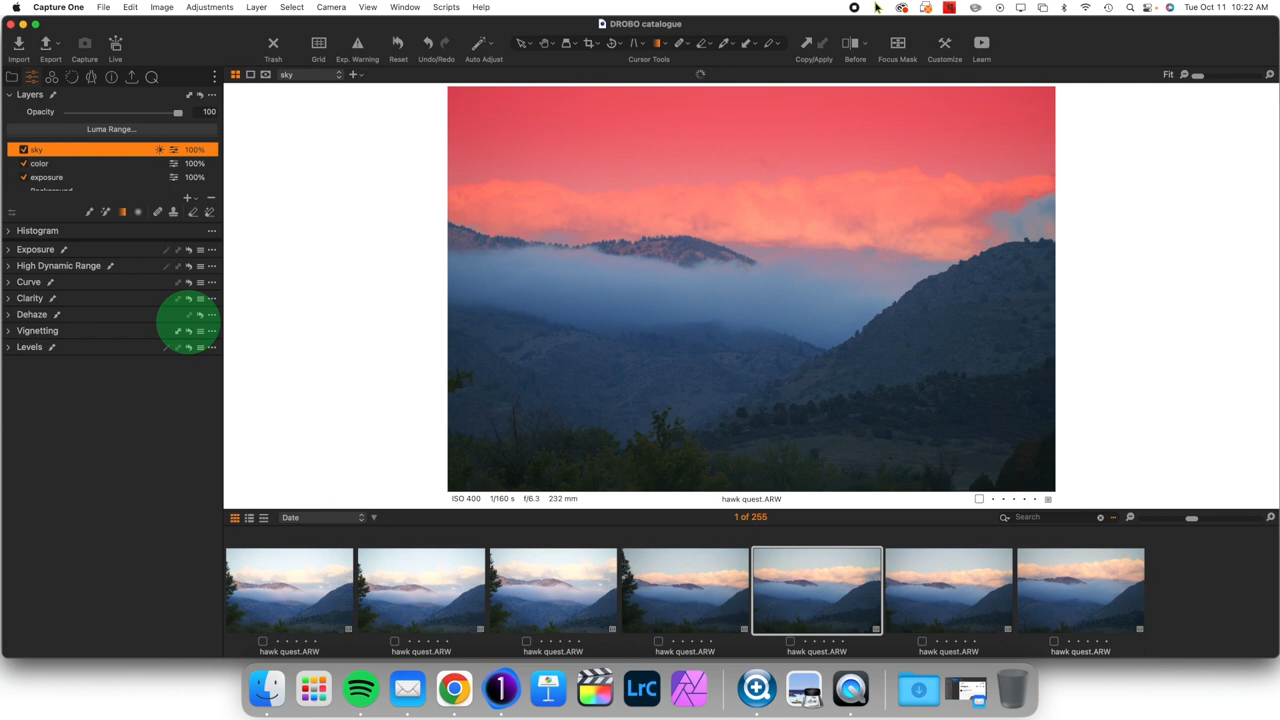 Capture One File Edit Image Adjustments Layer Select Camera View Window Scripts Help Tue Oct 11 10:22 AM
DROBO catalogue
Import Export Capture Live Trash Grid Exp. Warning Reset Undo/Redo Auto Adjust Cursor Tools Copy/Apply Before Focus Mask Customize Learn
sky Fit
Layers
Opacity 100
Luma Range...
sky 100%
color 100%
exposure 100%
Background
Histogram
Exposure
High Dynamic Range
Curve
Clarity
Dehaze
Vignetting
Levels
ISO 400 1/160 s f/6.3 232 mm hawk quest.ARW
Date 1 of 255 Search
hawk quest.ARW hawk quest.ARW hawk quest.ARW hawk quest.ARW hawk quest.ARW hawk quest.ARW hawk quest.ARW
1 LrC